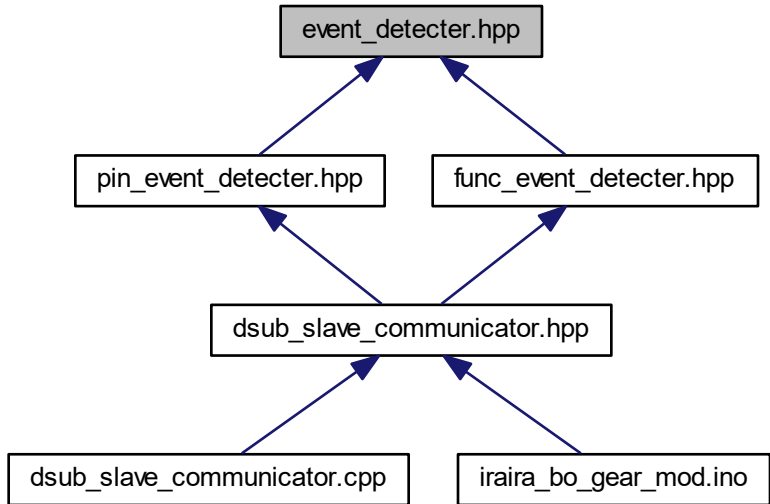 event_detecter.hpp
pin_event_detecter.hpp
func_event_detecter.hpp
dsub_slave_communicator.hpp
dsub_slave_communicator.cpp
iraira_bo_gear_mod.ino